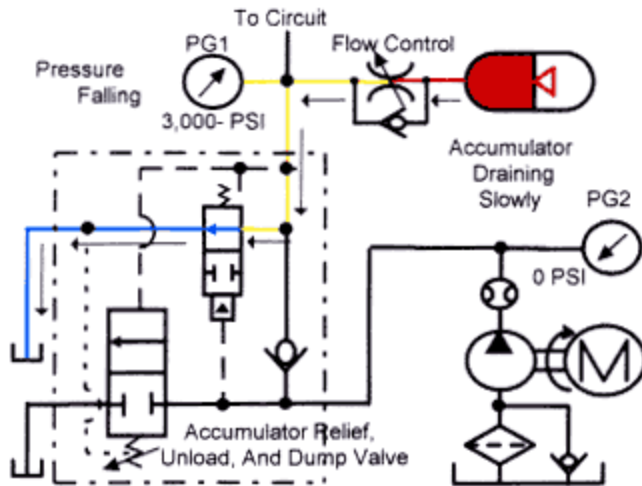 To Circuit
PG1
Flow Control
Pressure
Falling
3,000- PSI
Accumulator
Draining
Slowly
PG2
0 PSI
M
Accumulator Relief,
Unload, And Dump Valve